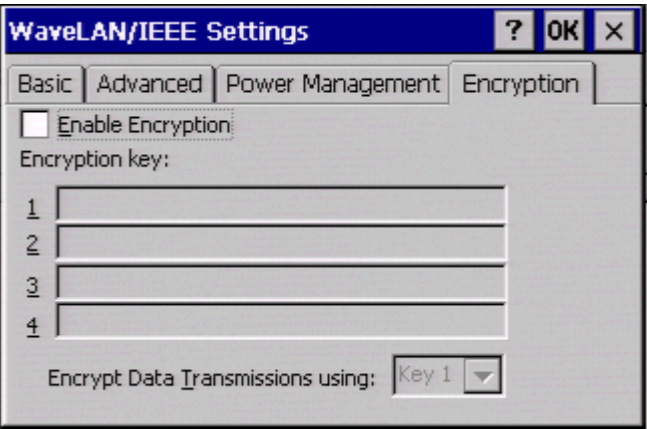 WaveLAN/IEEE Settings ? OK ×
Basic Advanced Power Management Encryption
Enable Encryption
Encryption key:
1
2
3
4
Encrypt Data Transmissions using: Key 1